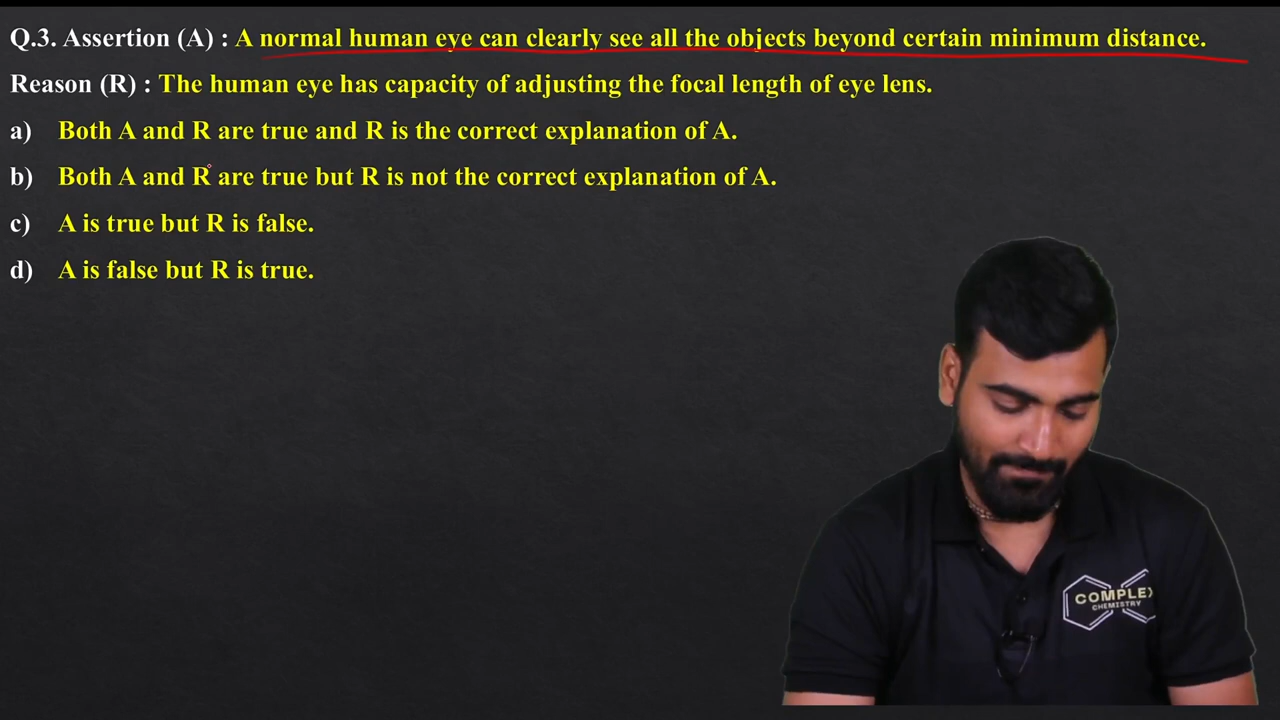 Q.3. Assertion (A) : A normal human eye can clearly see all the objects beyond certain minimum distance.
Reason (R) : The human eye has capacity of adjusting the focal length of eye lens.
a) Both A and R are true and R is the correct explanation of A.
b) Both A and R are true but R is not the correct explanation of A.
c) A is true but R is false.
d) A is false but R is true.
COMPLEX
CHEMISTRY